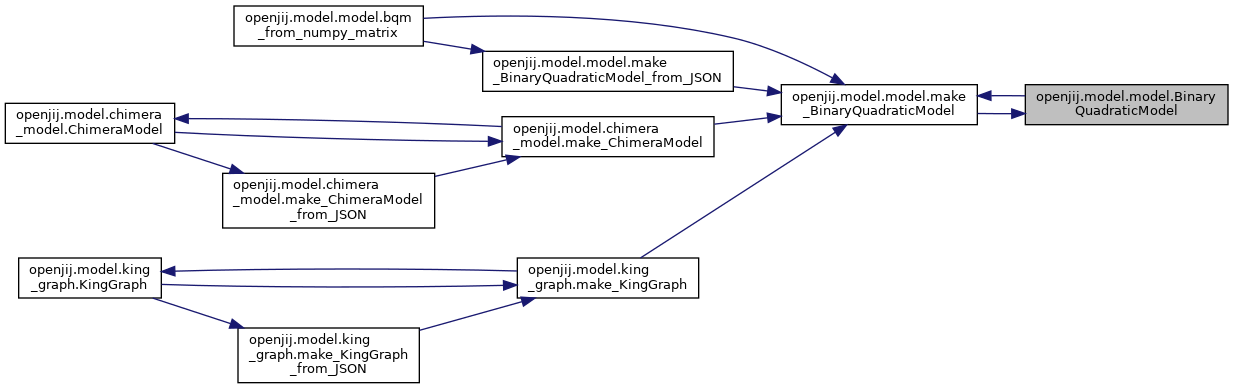 openjij.model.model.bqm
_from_numpy_matrix
openjij.model.model.make
_BinaryQuadraticModel_from_JSON
openjij.model.model.make
_BinaryQuadraticModel
openjij.model.model.Binary
QuadraticModel
openjij.model.chimera
_model.ChimeraModel
openjij.model.chimera
_model.make_ChimeraModel
openjij.model.chimera
_model.make_ChimeraModel
_from_JSON
openjij.model.king
_graph.KingGraph
openjij.model.king
_graph.make_KingGraph
openjij.model.king
_graph.make_KingGraph
_from_JSON